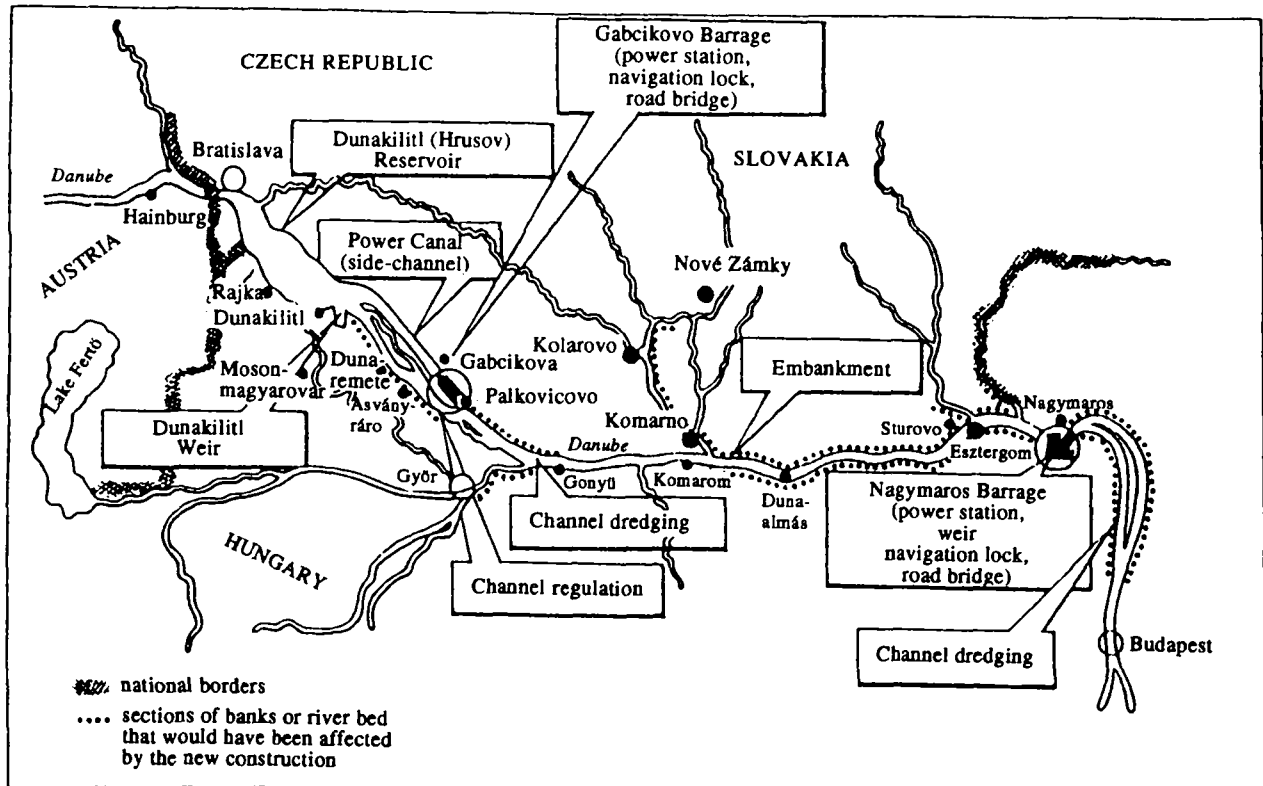 CZECH REPUBLIC
Gabcikovo Barrage
(power station,
navigation lock,
road bridge)
Dunakilitl (Hrusov)
Reservoir
SLOVAKIA
Bratislava
Danube
Hainburg
AUSTRIA
Power Canal
(side-channel)
Nové Zámky
Rajka
Dunakilitl
Kolarovo
Gabcikova
Embankment
Moson-
magyarovár
Duna-
remete
Palkovicovo
Asvány-
ráro
Lake Fertö
Komarno
Nagymaros
Sturovo
Esztergom
Dunakilitl
Weir
Danube
Györ
Gonyü
Komarom
Duna-
almás
Nagymaros Barrage
(power station,
weir
navigation lock,
road bridge)
Channel dredging
HUNGARY
Channel regulation
Channel dredging
Budapest
national borders
sections of banks or river bed
that would have been affected
by the new construction